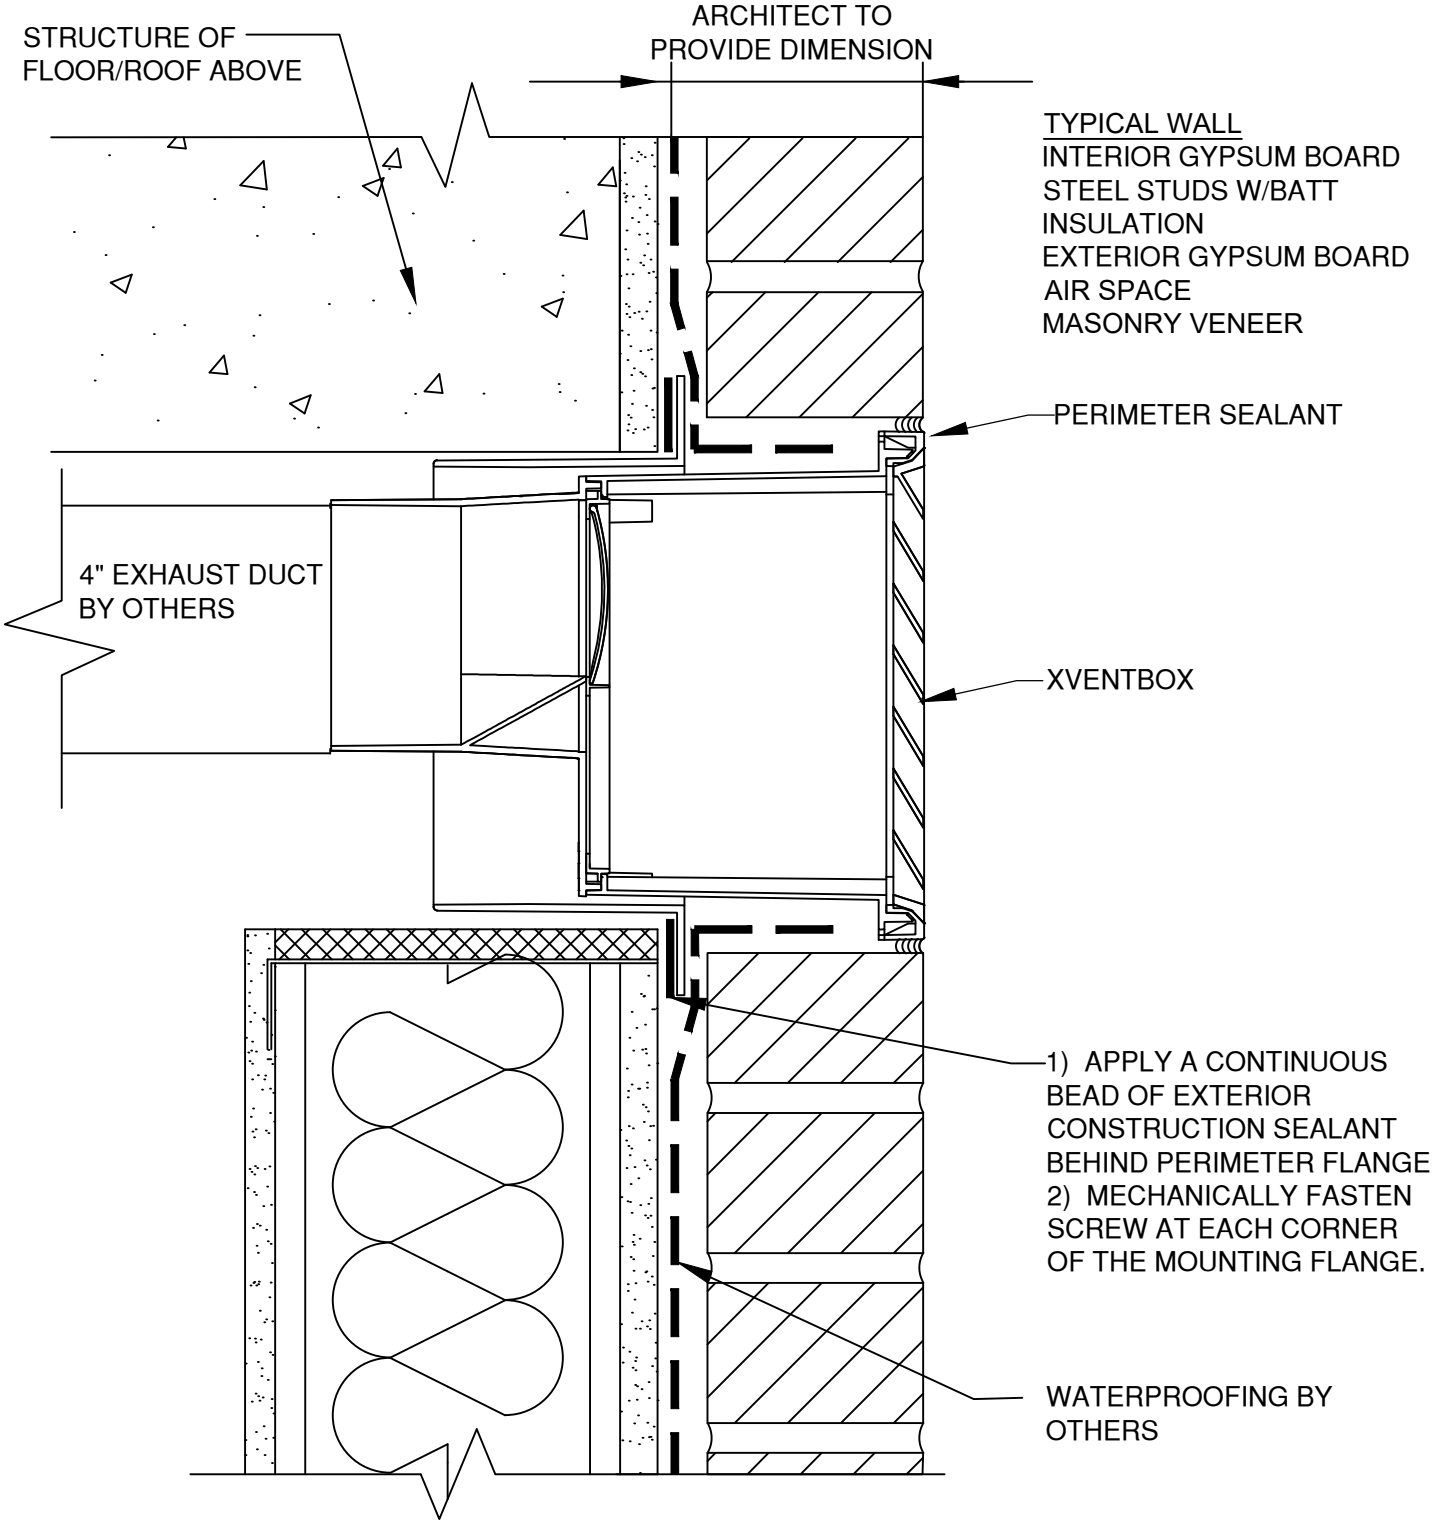 ARCHITECT TO
PROVIDE DIMENSION
STRUCTURE OF
FLOOR/ROOF ABOVE
TYPICAL WALL
INTERIOR GYPSUM BOARD
STEEL STUDS W/BATT
INSULATION
EXTERIOR GYPSUM BOARD
AIR SPACE
MASONRY VENEER
PERIMETER SEALANT
4" EXHAUST DUCT
BY OTHERS
XVENTBOX
1) APPLY A CONTINUOUS
BEAD OF EXTERIOR
CONSTRUCTION SEALANT
BEHIND PERIMETER FLANGE
2) MECHANICALLY FASTEN
SCREW AT EACH CORNER
OF THE MOUNTING FLANGE.
WATERPROOFING BY
OTHERS